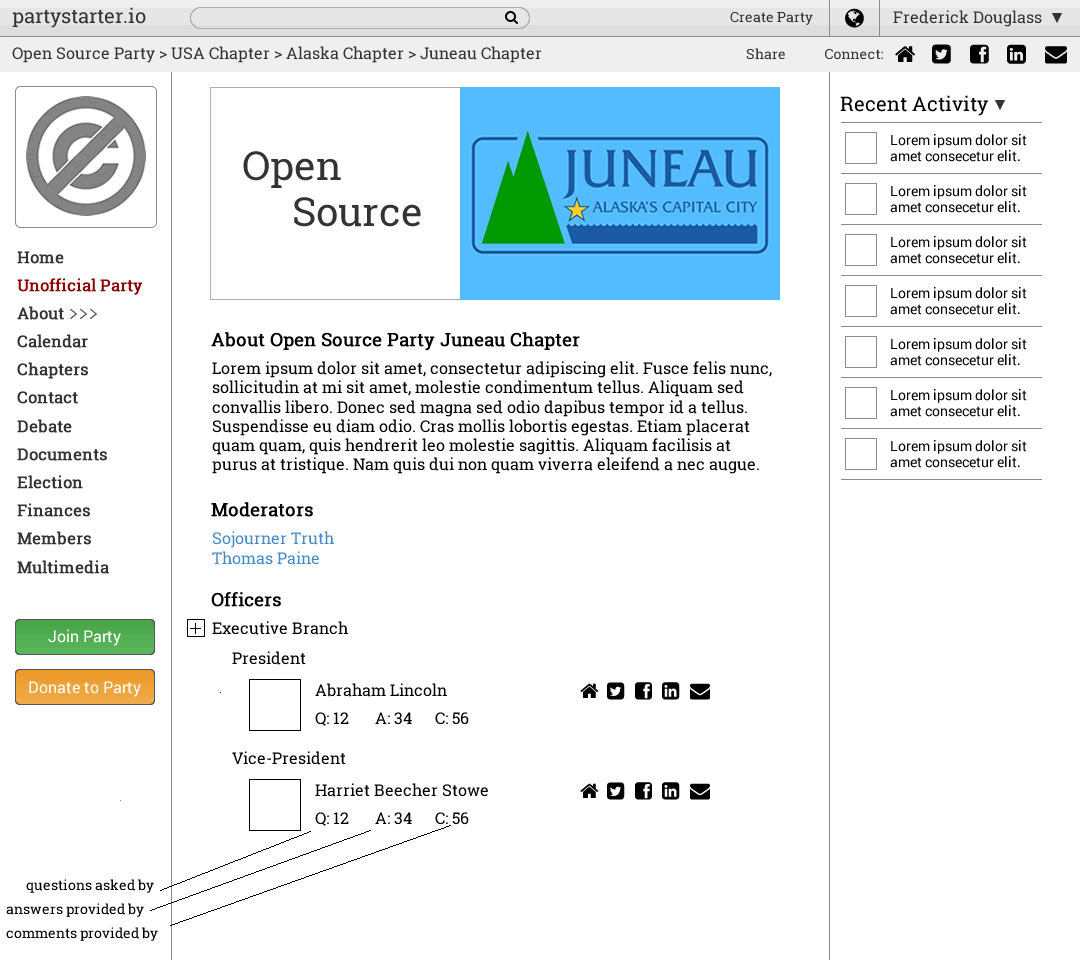 partystarter.io
Create Party
Frederick Douglass ▼
Open Source Party > USA Chapter > Alaska Chapter > Juneau Chapter
Share
Connect:
Home
Unofficial Party
About >>>
Calendar
Chapters
Contact
Debate
Documents
Election
Finances
Members
Multimedia
Join Party
Donate to Party
Open
Source
JUNEAU
ALASKA'S CAPITAL CITY
About Open Source Party Juneau Chapter
Lorem ipsum dolor sit amet, consectetur adipiscing elit. Fusce felis nunc,
sollicitudin at mi sit amet, molestie condimentum tellus. Aliquam sed
convallis libero. Donec sed magna sed odio dapibus tempor id a tellus.
Suspendisse eu diam odio. Cras mollis lobortis egestas. Etiam placerat
quam quam, quis hendrerit leo molestie sagittis. Aliquam facilisis at
purus at tristique. Nam quis dui non quam viverra eleifend a nec augue.
Moderators
Sojourner Truth
Thomas Paine
Officers
Executive Branch
President
Abraham Lincoln
Q: 12 A: 34 C: 56
Vice-President
Harriet Beecher Stowe
Q: 12 A: 34 C: 56
questions asked by
answers provided by
comments provided by
Recent Activity ▼
Lorem ipsum dolor sit
amet consecetur elit.
Lorem ipsum dolor sit
amet consecetur elit.
Lorem ipsum dolor sit
amet consecetur elit.
Lorem ipsum dolor sit
amet consecetur elit.
Lorem ipsum dolor sit
amet consecetur elit.
Lorem ipsum dolor sit
amet consecetur elit.
Lorem ipsum dolor sit
amet consecetur elit.